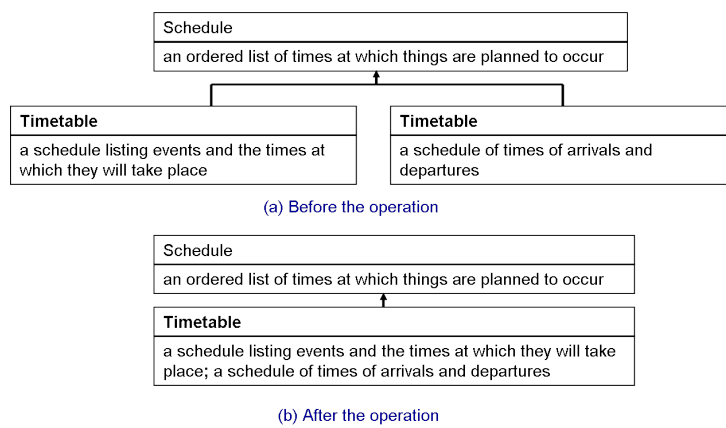 Schedule
an ordered list of times at which things are planned to occur
Timetable
a schedule listing events and the times at
which they will take place
Timetable
a schedule of times of arrivals and
departures
(a) Before the operation
Schedule
an ordered list of times at which things are planned to occur
Timetable
a schedule listing events and the times at which they will take
place; a schedule of times of arrivals and departures
(b) After the operation